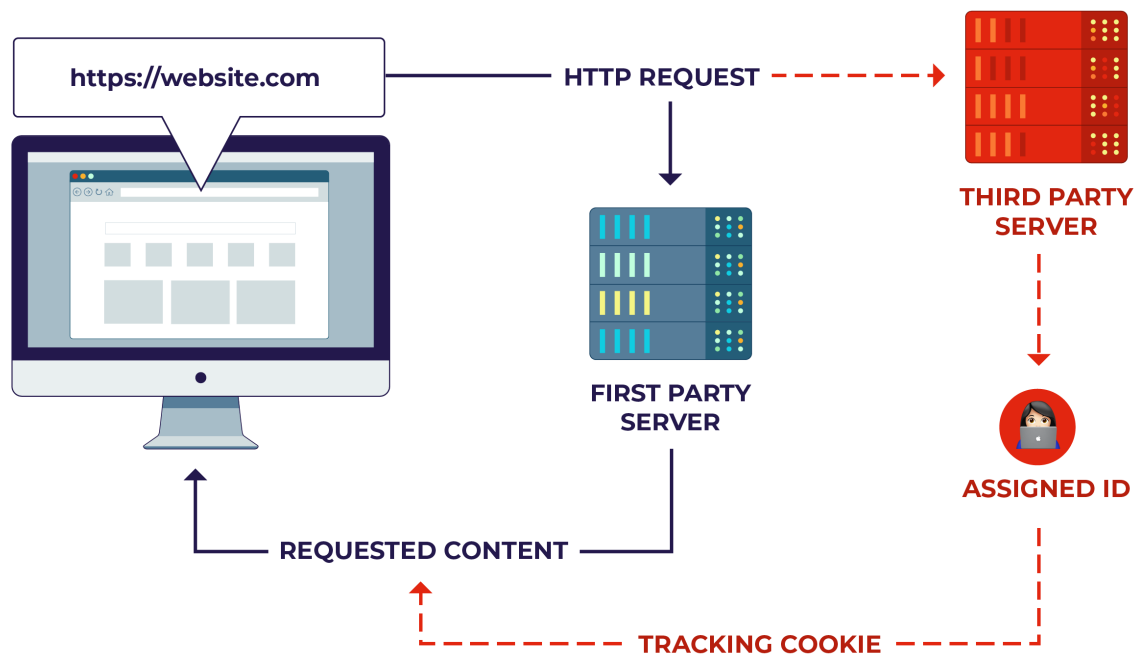 https://website.com
HTTP REQUEST
THIRD PARTY
SERVER
FIRST PARTY
SERVER
ASSIGNED ID
REQUESTED CONTENT
TRACKING COOKIE